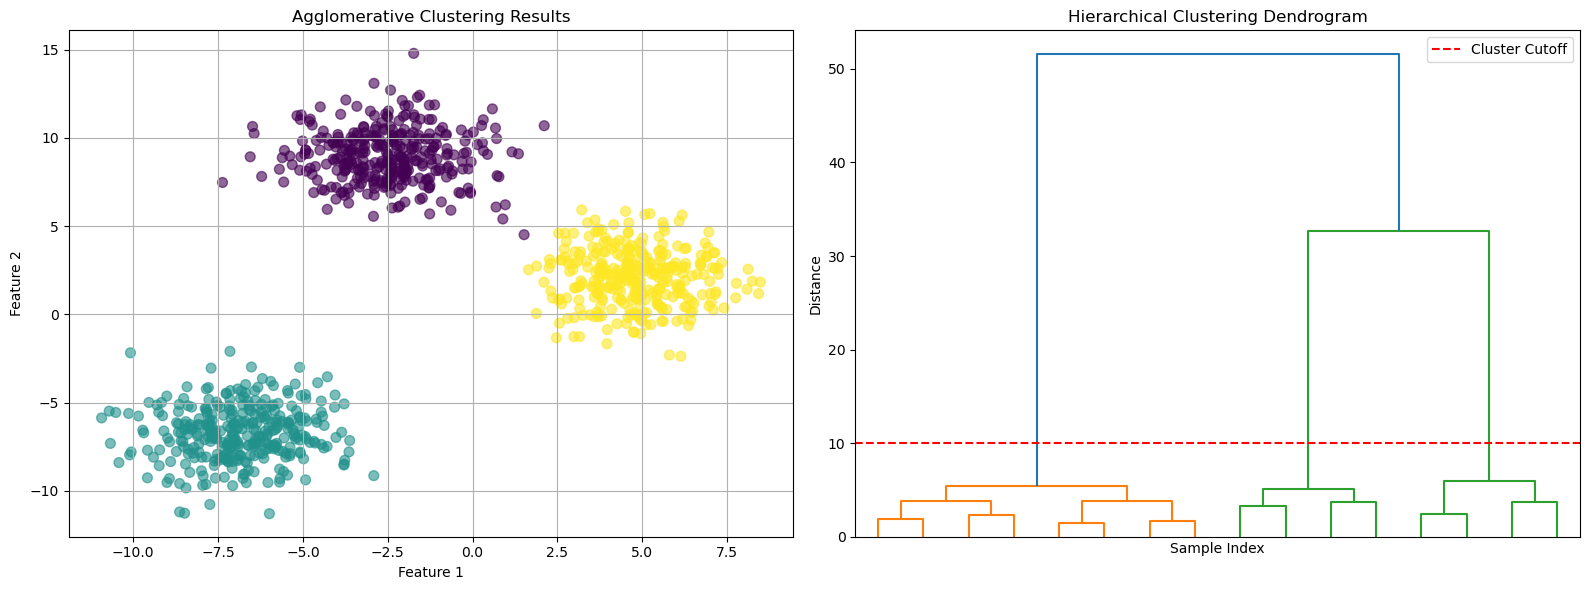 Agglomerative Clustering Results
15
10
5
0
−5
−10
Feature 2
−10.0 −7.5 −5.0 −2.5 0.0 2.5 5.0 7.5
Feature 1
Hierarchical Clustering Dendrogram
Cluster Cutoff
50
40
30
20
10
0
Distance
Sample Index